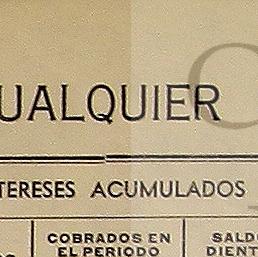 UALQUIER
TERESES ACUMULADOS
COBRADOS EN
EL PERIODO
SALD
DIENT